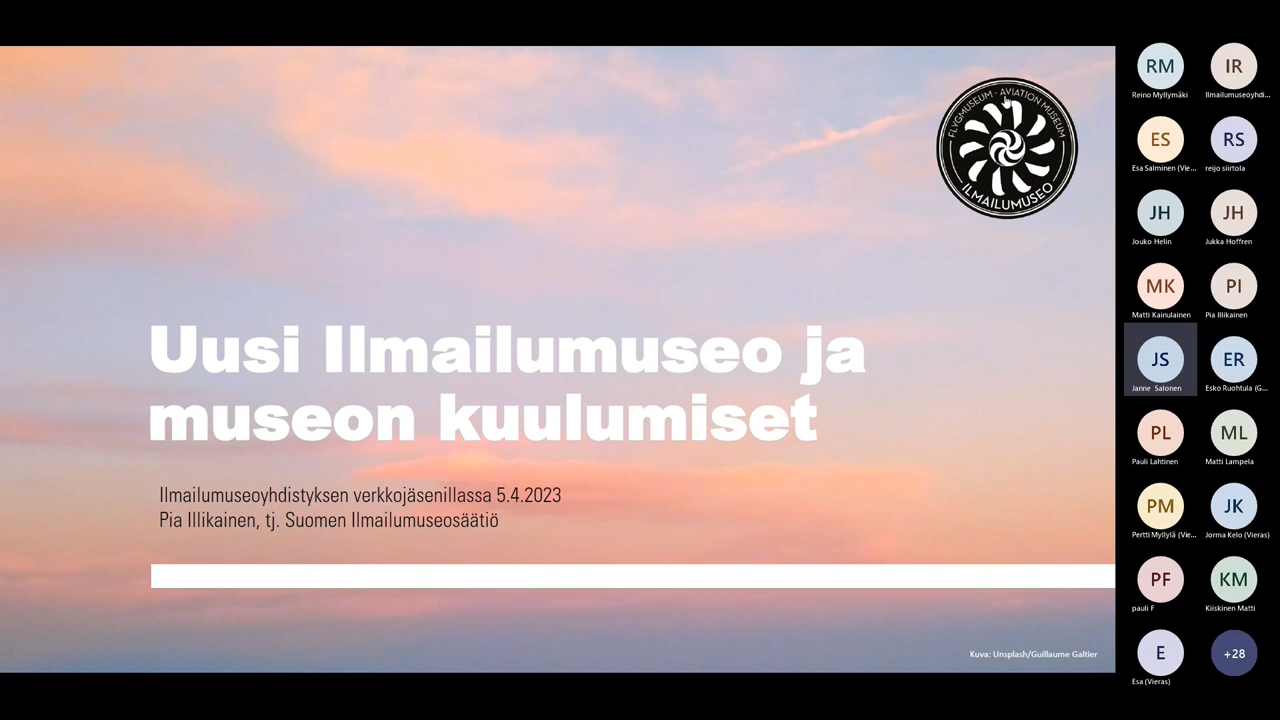 FLYGMUSEUM - AVIATION MUSEUM
ILMAILUMUSEO
Uusi Ilmailumuseo ja
museon kuulumiset
Ilmailumuseoyhdistyksen verkkojäsenillassa 5.4.2023
Pia Illikainen, tj. Suomen Ilmailumuseosäätiö
Kuva: Unsplash/Guillaume Galtier
RM
Reino Myllymäki
IR
Ilmailumuseoyhdi...
ES
Esa Salminen (Vie...
RS
reijo siirtola
JH
Jouko Helin
JH
Jukka Hoffren
MK
Matti Kainulainen
PI
Pia Illikainen
JS
Janne Salonen
ER
Esko Ruohtula (G...
PL
Pauli Lahtinen
ML
Matti Lampela
PM
Pertti Myllylä (Vie...
JK
Jorma Kelo (Vieras)
PF
pauli F
KM
Kiiskinen Matti
E
Esa (Vieras)
+28